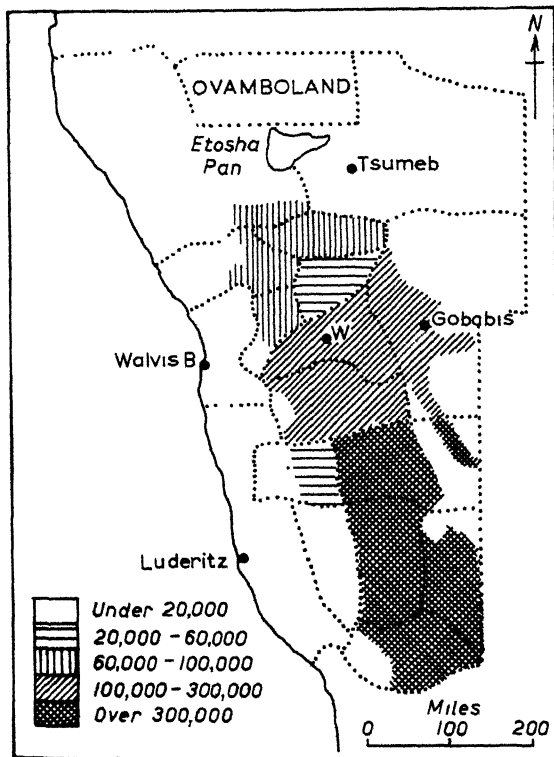 N
OVAMBOLAND
Etosha
Pan
Tsumeb
Gobabis
W
Walvis B
Luderitz
Under 20,000
20,000 - 60,000
60,000 - 100,000
100,000 - 300,000
Over 300,000
Miles
0 100 200